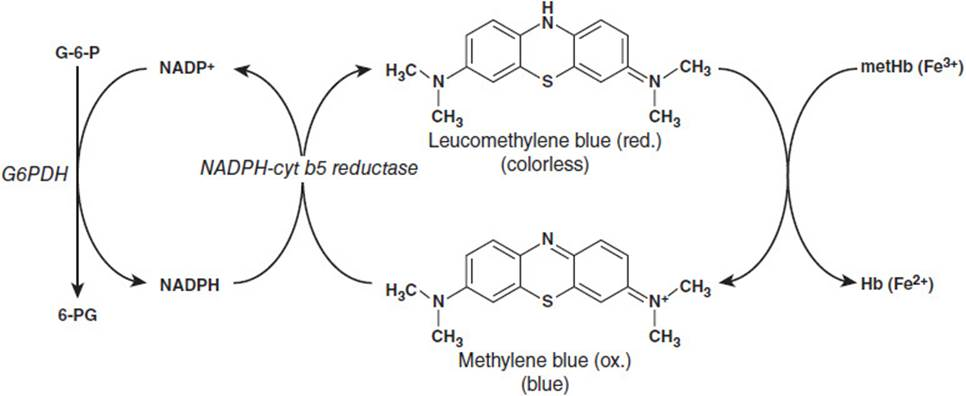 G-6-P
G6PDH
6-PG
NADP+
NADPH
NADPH-cyt b5 reductase
H
N
S
H3C
N
CH3
CH3
N
CH3
Leucomethylene blue (red.)
(colorless)
N
S
H3C
N
CH3
CH3
N+
CH3
Methylene blue (ox.)
(blue)
metHb (Fe3+)
Hb (Fe2+)